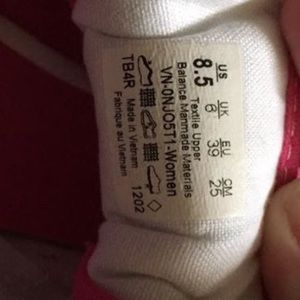 US UK EU CM
8.5 6 39 25
Textile Upper
Balance Manmade Materials
VN-0NJO5T1-Women
TB4R 1202
Made in Vietnam
Fabrique au Vietnam